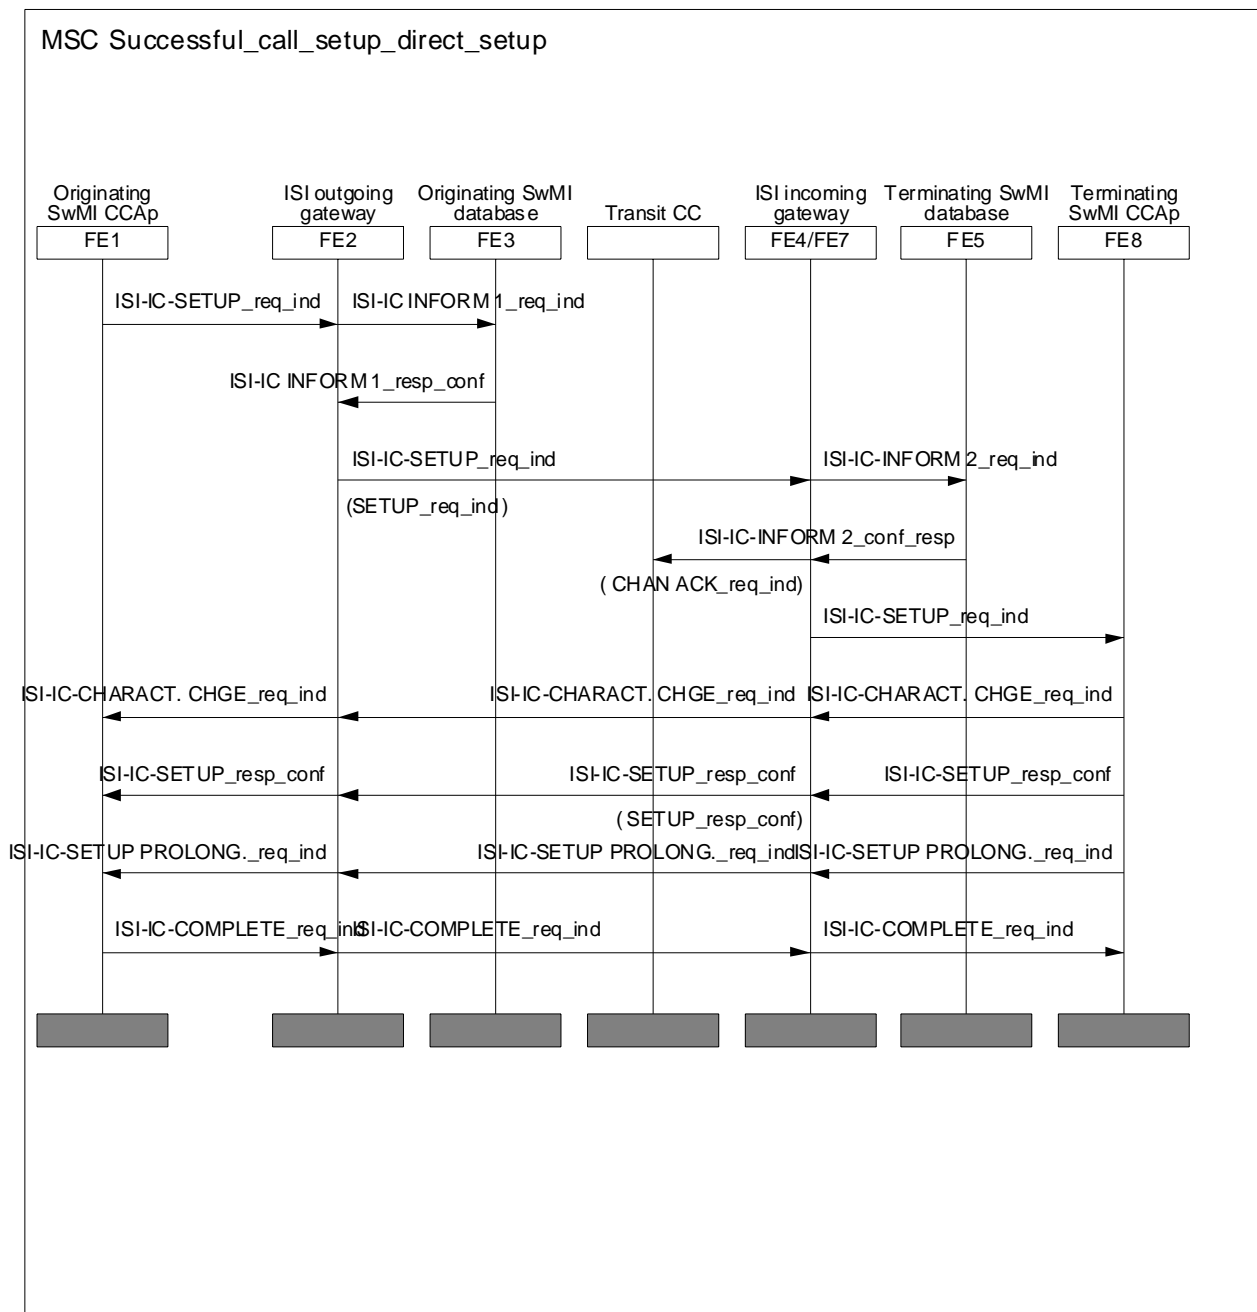 MSC Successful_call_setup_direct_setup
Originating
SwMI CCAp
ISI outgoing
gateway
Originating SwMI
database
Transit CC
ISI incoming
gateway
Terminating SwMI
database
Terminating
SwMI CCAp
FE1
FE2
FE3
FE4/FE7
FE5
FE8
ISI-IC-SETUP_req_ind
ISI-IC INFORM 1_req_ind
ISI-IC INFORM 1_resp_conf
ISI-IC-SETUP_req_ind
ISI-IC-INFORM 2_req_ind
(SETUP_req_ind)
ISI-IC-INFORM 2_conf_resp
( CHAN ACK_req_ind)
ISI-IC-SETUP_req_ind
ISI-IC-CHARACT. CHGE_req_ind
ISI-IC-CHARACT. CHGE_req_ind
ISI-IC-CHARACT. CHGE_req_ind
ISI-IC-SETUP_resp_conf
ISI-IC-SETUP_resp_conf
ISI-IC-SETUP_resp_conf
( SETUP_resp_conf)
ISI-IC-SETUP PROLONG._req_ind
ISI-IC-SETUP PROLONG._req_ind
ISI-IC-SETUP PROLONG._req_ind
ISI-IC-COMPLETE_req_ind
ISI-IC-COMPLETE_req_ind
ISI-IC-COMPLETE_req_ind